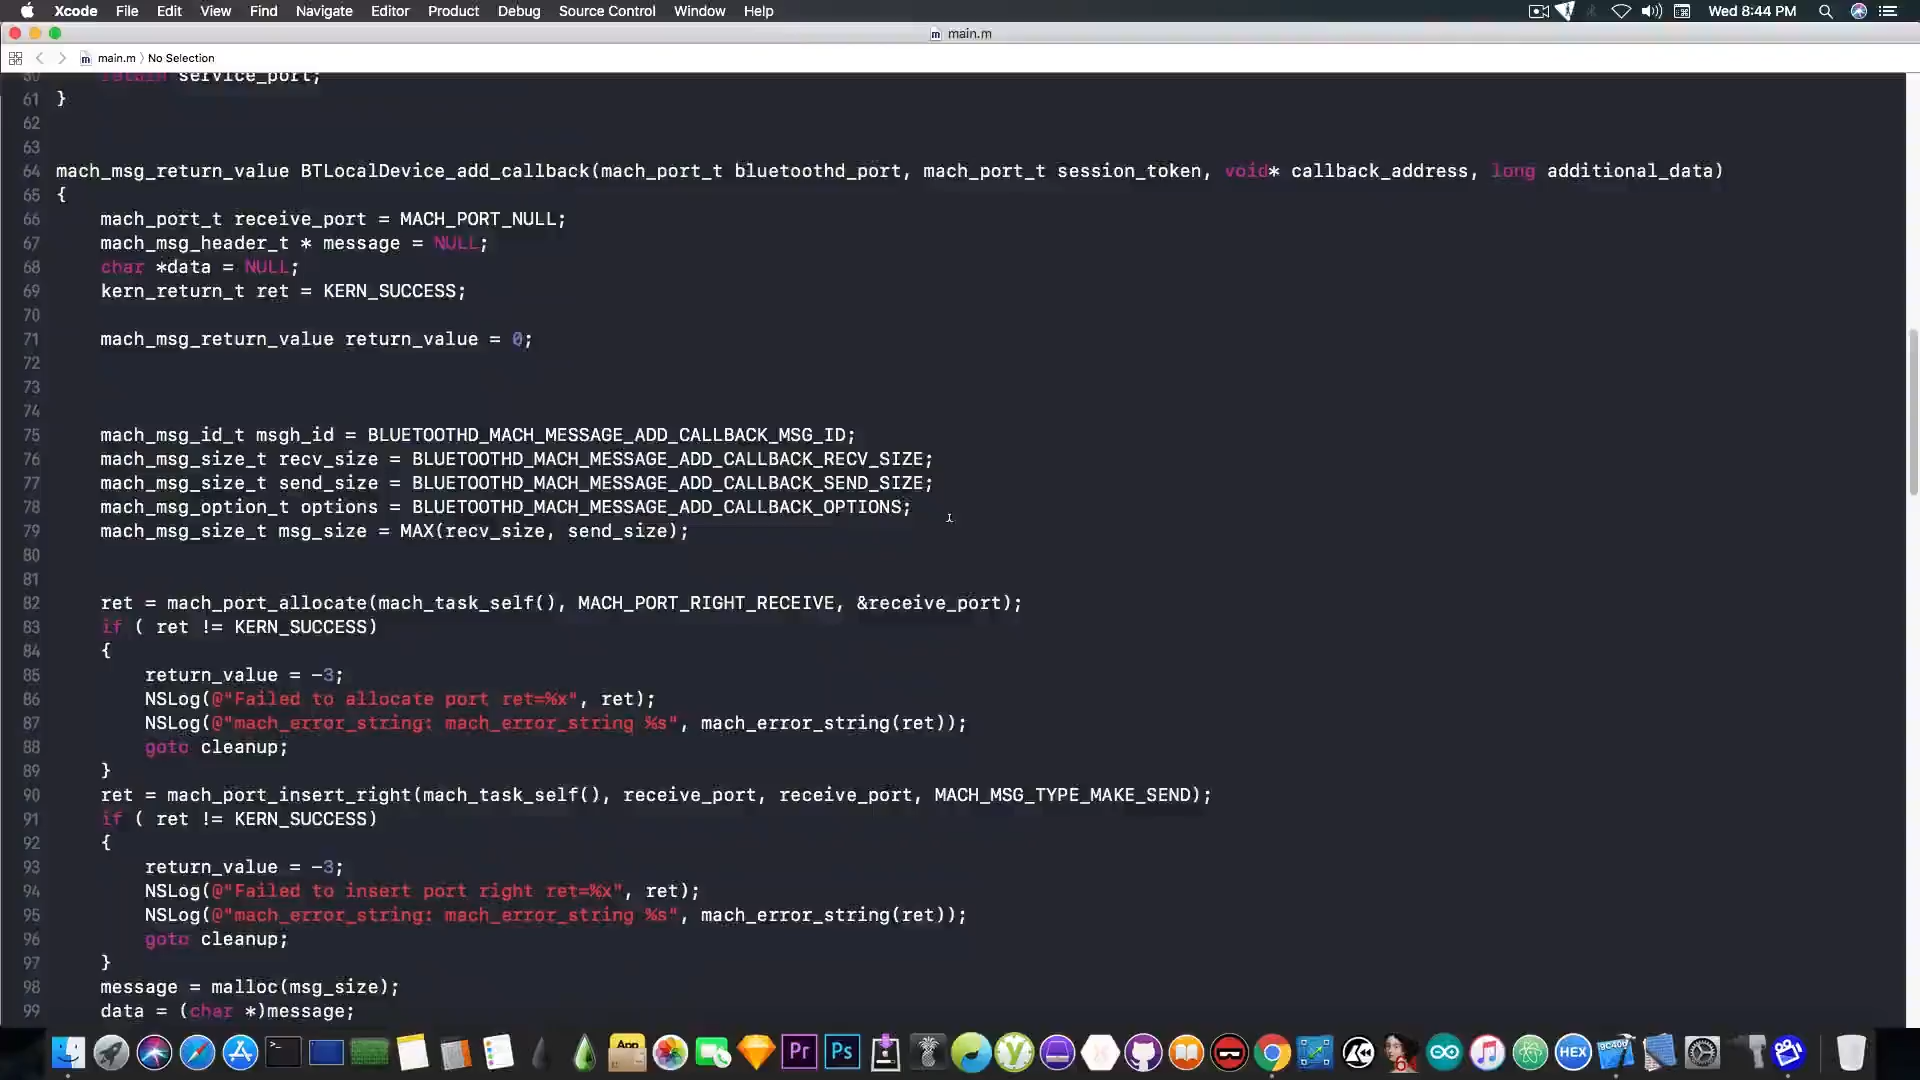 Xcode File Edit View Find Navigate Editor Product Debug Source Control Window Help Wed 8:44 PM
main.m
main.m No Selection
60 return service_port;
61 }
62
63
64 mach_msg_return_value BTLocalDevice_add_callback(mach_port_t bluetoothd_port, mach_port_t session_token, void* callback_address, long additional_data)
65 {
66 mach_port_t receive_port = MACH_PORT_NULL;
67 mach_msg_header_t * message = NULL;
68 char *data = NULL;
69 kern_return_t ret = KERN_SUCCESS;
70
71 mach_msg_return_value return_value = 0;
72
73
74
75 mach_msg_id_t msgh_id = BLUETOOTHD_MACH_MESSAGE_ADD_CALLBACK_MSG_ID;
76 mach_msg_size_t recv_size = BLUETOOTHD_MACH_MESSAGE_ADD_CALLBACK_RECV_SIZE;
77 mach_msg_size_t send_size = BLUETOOTHD_MACH_MESSAGE_ADD_CALLBACK_SEND_SIZE;
78 mach_msg_option_t options = BLUETOOTHD_MACH_MESSAGE_ADD_CALLBACK_OPTIONS;
79 mach_msg_size_t msg_size = MAX(recv_size, send_size);
80
81
82 ret = mach_port_allocate(mach_task_self(), MACH_PORT_RIGHT_RECEIVE, &receive_port);
83 if ( ret != KERN_SUCCESS)
84 {
85 return_value = -3;
86 NSLog(@"Failed to allocate port ret=%x", ret);
87 NSLog(@"mach_error_string: mach_error_string %s", mach_error_string(ret));
88 goto cleanup;
89 }
90 ret = mach_port_insert_right(mach_task_self(), receive_port, receive_port, MACH_MSG_TYPE_MAKE_SEND);
91 if ( ret != KERN_SUCCESS)
92 {
93 return_value = -3;
94 NSLog(@"Failed to insert port right ret=%x", ret);
95 NSLog(@"mach_error_string: mach_error_string %s", mach_error_string(ret));
96 goto cleanup;
97 }
98 message = malloc(msg_size);
99 data = (char *)message;
App Pr Ps HEX